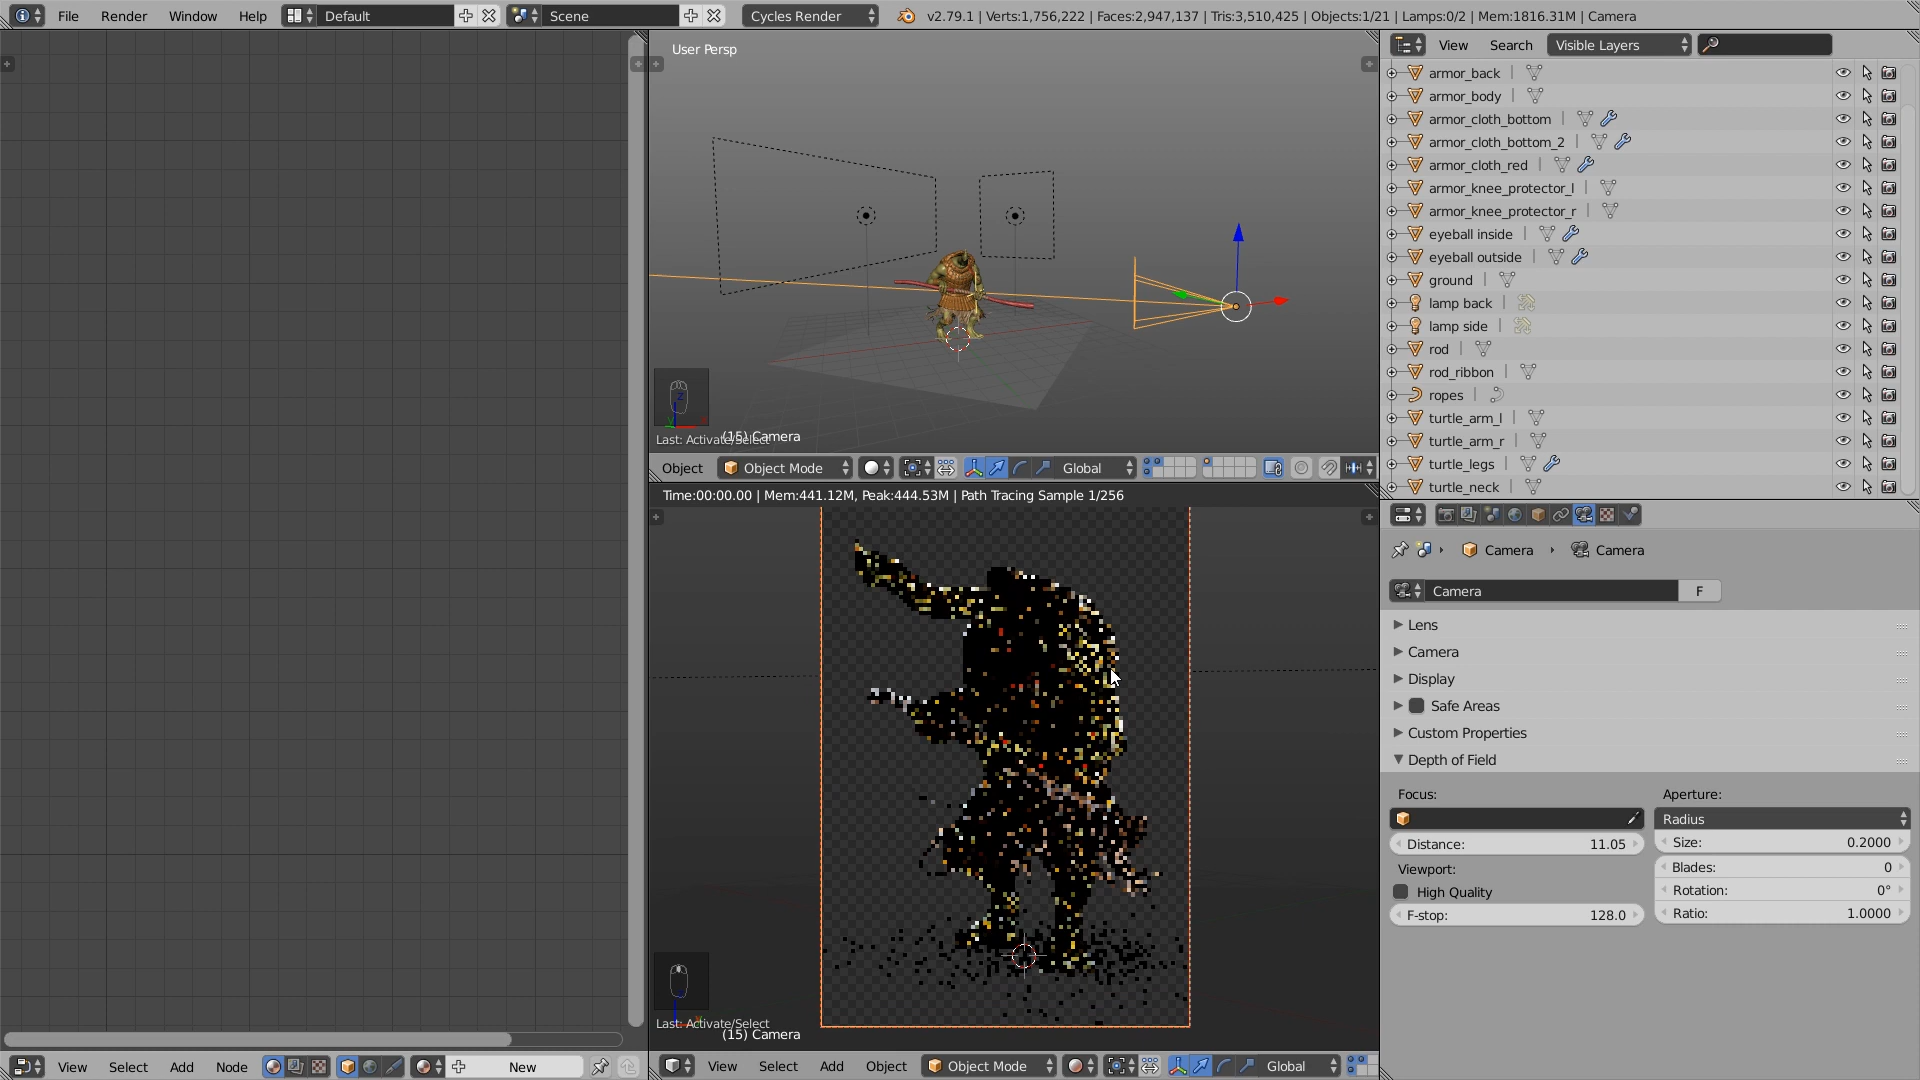 File Render Window Help Default Scene Cycles Render v2.79.1 | Verts:1,756,222 | Faces:2,947,137 | Tris:3,510,425 | Objects:1/21 | Lamps:0/2 | Mem:1816.31M | Camera
User Persp
(15) Camera
Last: Activate/Select
Object Object Mode Global
Time:00:00.00 | Mem:441.12M, Peak:444.53M | Path Tracing Sample 1/256
Last: Activate/Select
(15) Camera
View Select Add Node New
View Select Add Object Object Mode Global
View Search Visible Layers
armor_back
armor_body
armor_cloth_bottom
armor_cloth_bottom_2
armor_cloth_red
armor_knee_protector_l
armor_knee_protector_r
eyeball inside
eyeball outside
ground
lamp back
lamp side
rod
rod_ribbon
ropes
turtle_arm_l
turtle_arm_r
turtle_legs
turtle_neck
Camera Camera
Camera F
Lens
Camera
Display
Safe Areas
Custom Properties
Depth of Field
Focus: Aperture:
Radius
Distance: 11.05 Size: 0.2000
Viewport: Blades: 0
High Quality Rotation: 0°
F-stop: 128.0 Ratio: 1.0000